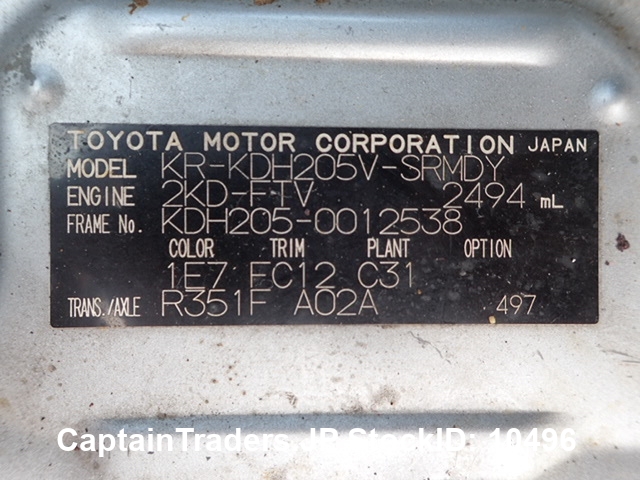 TOYOTA MOTOR CORPORATION JAPAN
MODEL KR-KDH205V-SRMDY
ENGINE 2KD-FTV 2494 mL
FRAME No. KDH205-0012538
COLOR TRIM PLANT OPTION
1E7 FC12 C31
TRANS./AXLE R351F A02A 497
CaptainTraders.JP StockID: 10496